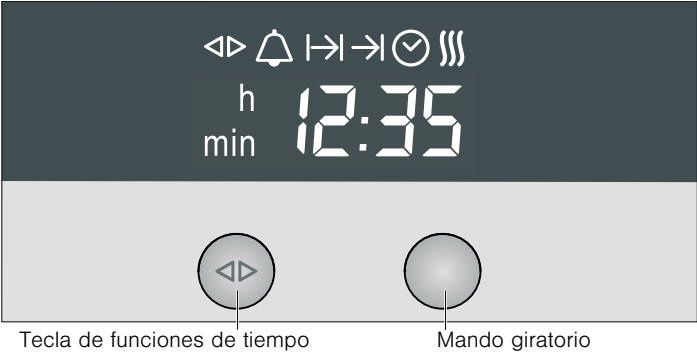 h
min
12:35
Tecla de funciones de tiempo
Mando giratorio